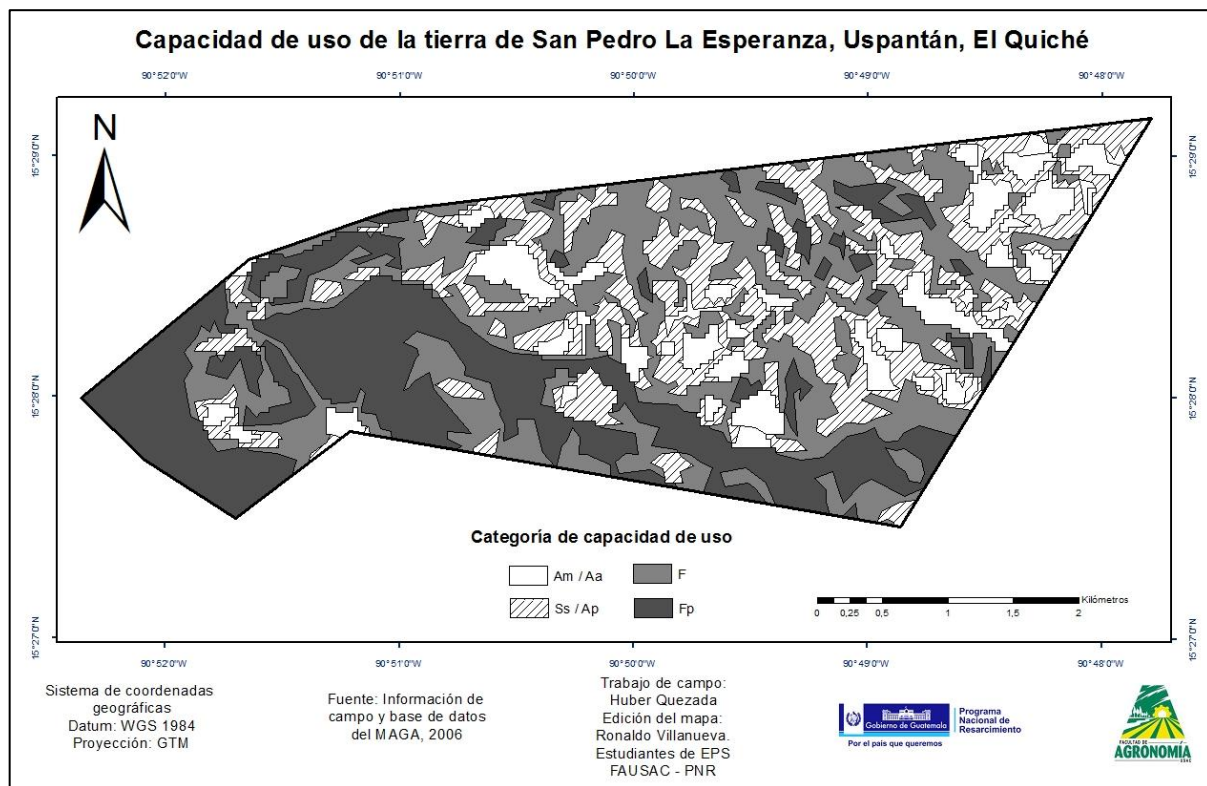 Capacidad de uso de la tierra de San Pedro La Esperanza, Uspantán, El Quiché
90°52'0"W
90°51'0"W
90°50'0"W
90°49'0"W
90°48'0"W
N
15°29'0"N
15°29'0"N
15°28'0"N
15°28'0"N
15°27'0"N
15°27'0"N
Categoría de capacidad de uso
Am / Aa
F
Ss / Ap
Fp
Kilómetros
0 0,25 0,5 1 1,5 2
90°52'0"W
90°51'0"W
90°50'0"W
90°49'0"W
90°48'0"W
Sistema de coordenadas
geográficas
Datum: WGS 1984
Proyección: GTM
Fuente: Información de
campo y base de datos
del MAGA, 2006
Trabajo de campo:
Huber Quezada
Edición del mapa:
Ronaldo Villanueva.
Estudiantes de EPS
FAUSAC - PNR
Gobierno de Guatemala
Por el país que queremos
Programa
Nacional de
Resarcimiento
FACULTAD DE
AGRONOMIA
USAC